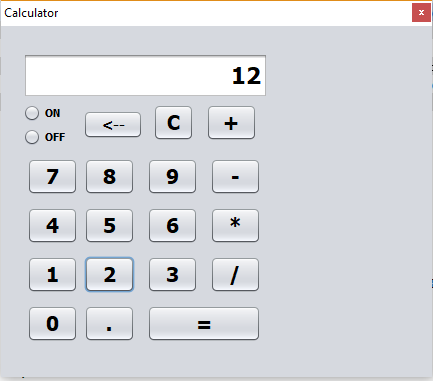 Calculator x
12
ON
OFF
<-- C +
7 8 9 -
4 5 6 *
1 2 3 /
0 . =